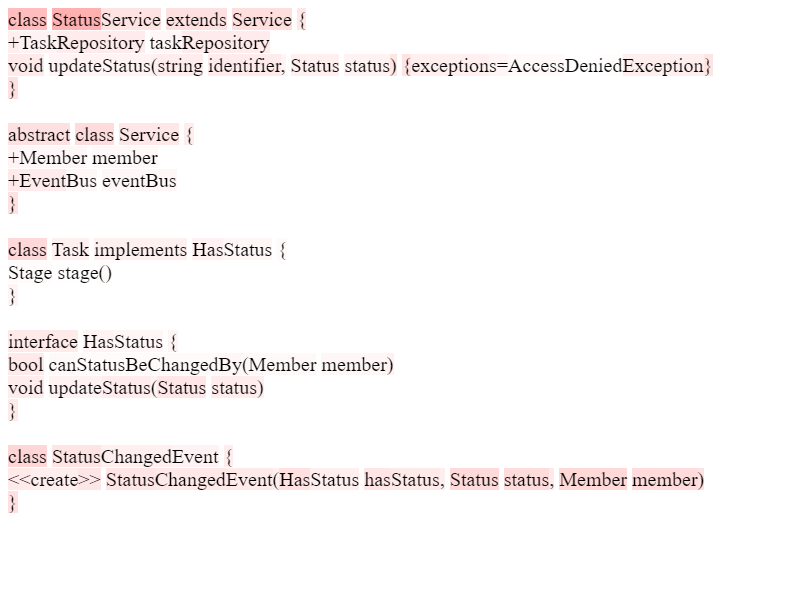 class StatusService extends Service {
+TaskRepository taskRepository
void updateStatus(string identifier, Status status) {exceptions=AccessDeniedException}
}
abstract class Service {
+Member member
+EventBus eventBus
}
class Task implements HasStatus {
Stage stage()
}
interface HasStatus {
bool canStatusBeChangedBy(Member member)
void updateStatus(Status status)
}
class StatusChangedEvent {
<<create>> StatusChangedEvent(HasStatus hasStatus, Status status, Member member)
}